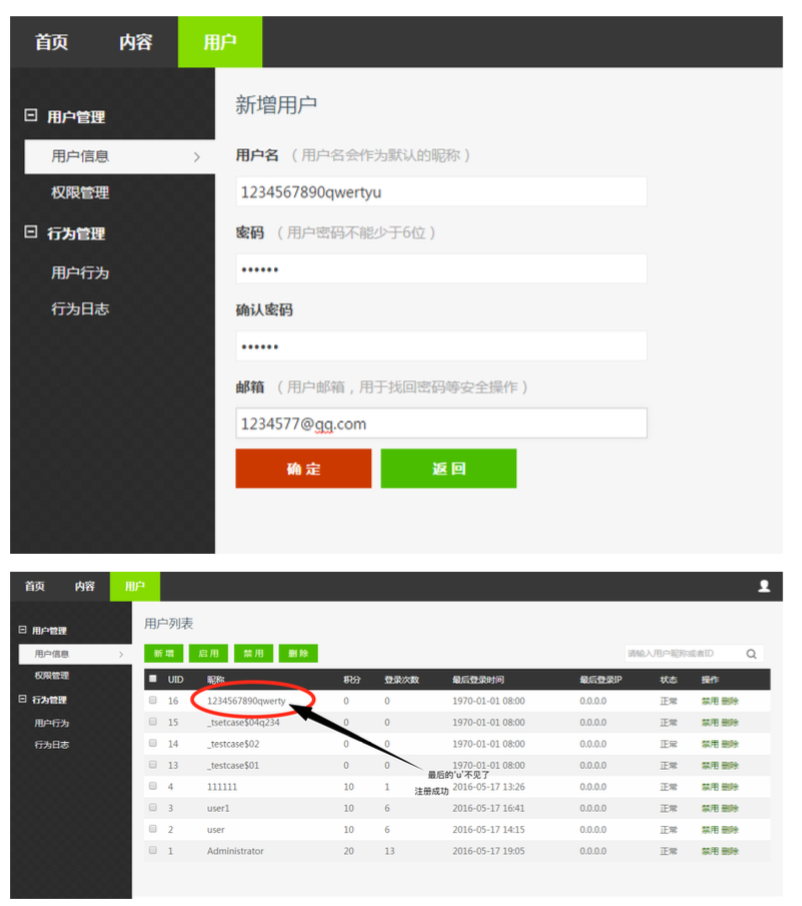 首页 内容 用户
用户管理
用户信息
权限管理
行为管理
用户行为
行为日志
新增用户
用户名 （用户名会作为默认的昵称）
1234567890qwertyu
密码 （用户密码不能少于6位）
••••••
确认密码
••••••
邮箱 （用户邮箱，用于找回密码等安全操作）
1234577@qq.com
确 定 返 回
首页 内容 用户
用户管理
用户信息
权限管理
行为管理
用户行为
行为日志
用户列表
新 增 启 用 禁 用 删 除 请输入用户昵称或者ID
UID 昵称 积分 登录次数 最后登录时间 最后登录IP 状态 操作
16 1234567890qwerty 0 0 1970-01-01 08:00 0.0.0.0 正常 禁用 删除
15 _tsetcase$04q234 0 0 1970-01-01 08:00 0.0.0.0 正常 禁用 删除
14 _testcase$02 0 0 1970-01-01 08:00 0.0.0.0 正常 禁用 删除
13 _testcase$01 0 0 1970-01-01 08:00 0.0.0.0 正常 禁用 删除
最后的'u'不见了
注册成功
4 111111 10 1 2016-05-17 13:26 0.0.0.0 正常 禁用 删除
3 user1 10 6 2016-05-17 16:41 0.0.0.0 正常 禁用 删除
2 user 10 6 2016-05-17 14:15 0.0.0.0 正常 禁用 删除
1 Administrator 20 13 2016-05-17 19:05 0.0.0.0 正常 禁用 删除